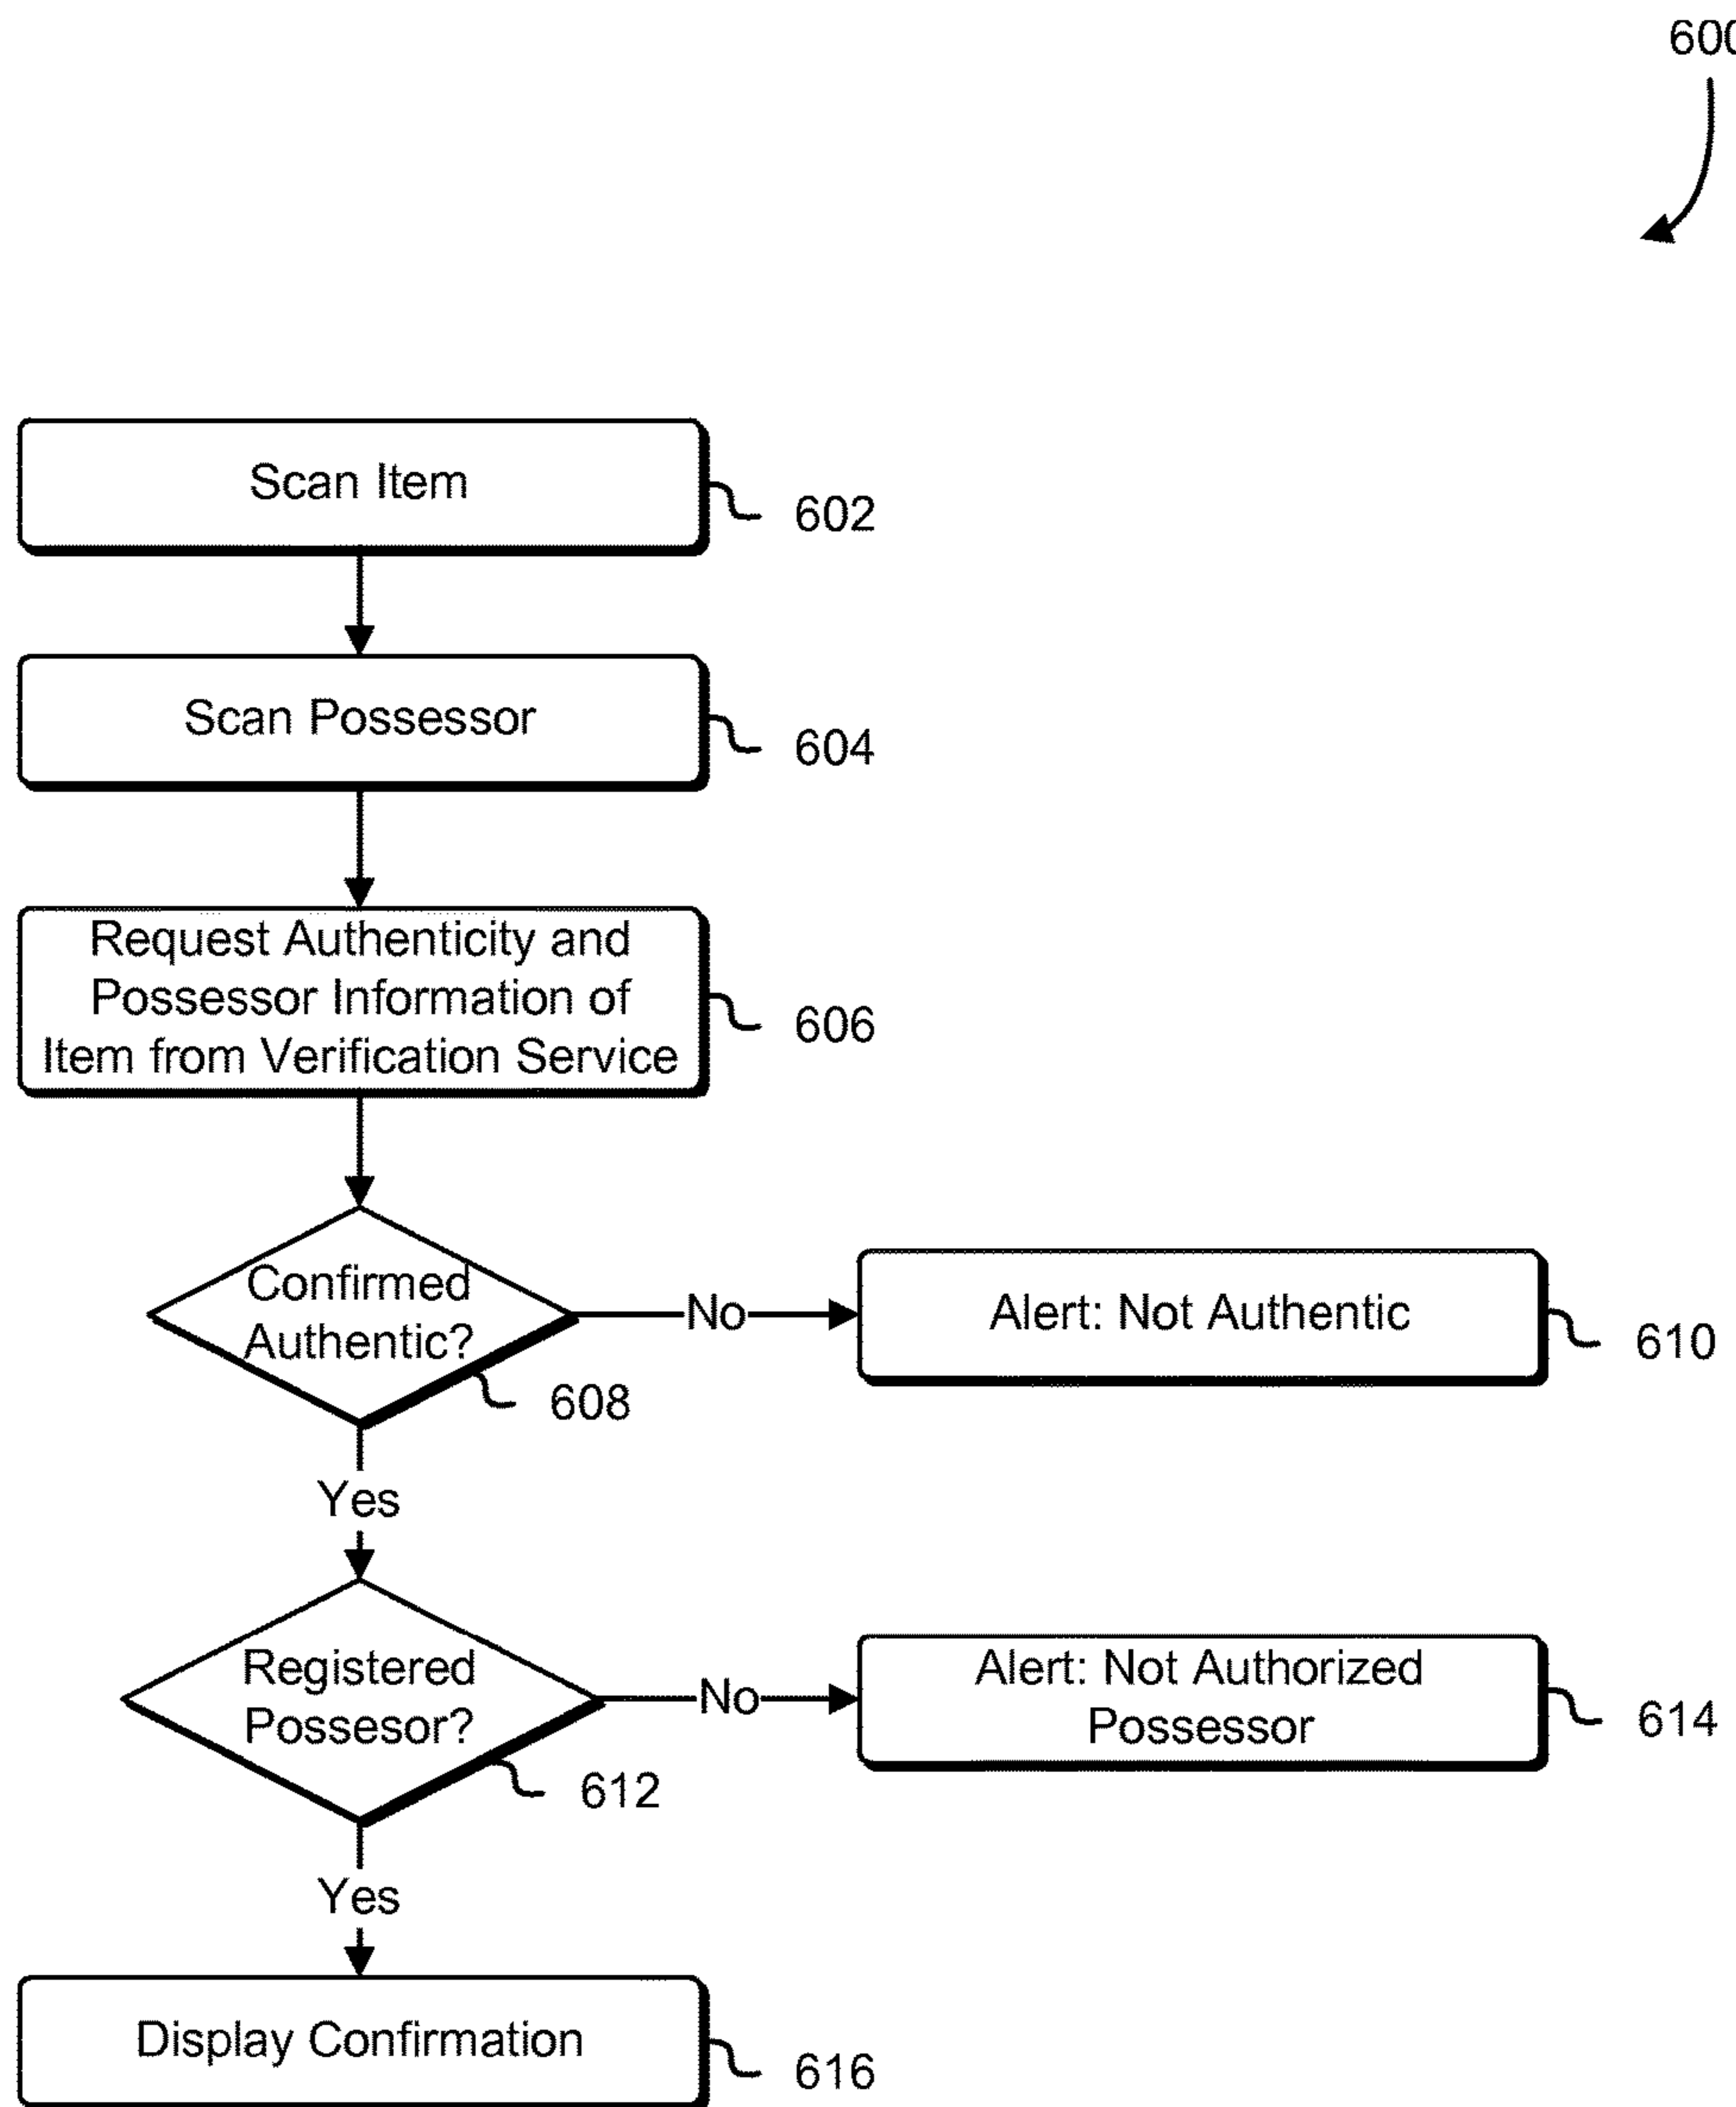 600
Scan Item
602
Scan Possessor
604
Request Authenticity and
Possessor Information of
Item from Verification Service
606
Confirmed
Authentic?
608
No
Alert: Not Authentic
610
Yes
Registered
Possesor?
612
No
Alert: Not Authorized
Possessor
614
Yes
Display Confirmation
616